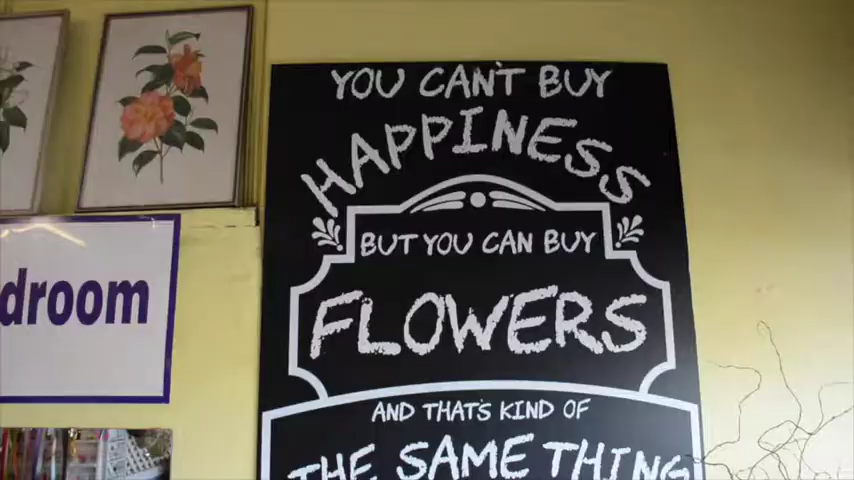 YOU CAN'T BUY
HAPPINESS
BUT YOU CAN BUY
FLOWERS
AND THAT'S KIND OF
THE SAME THING
droom